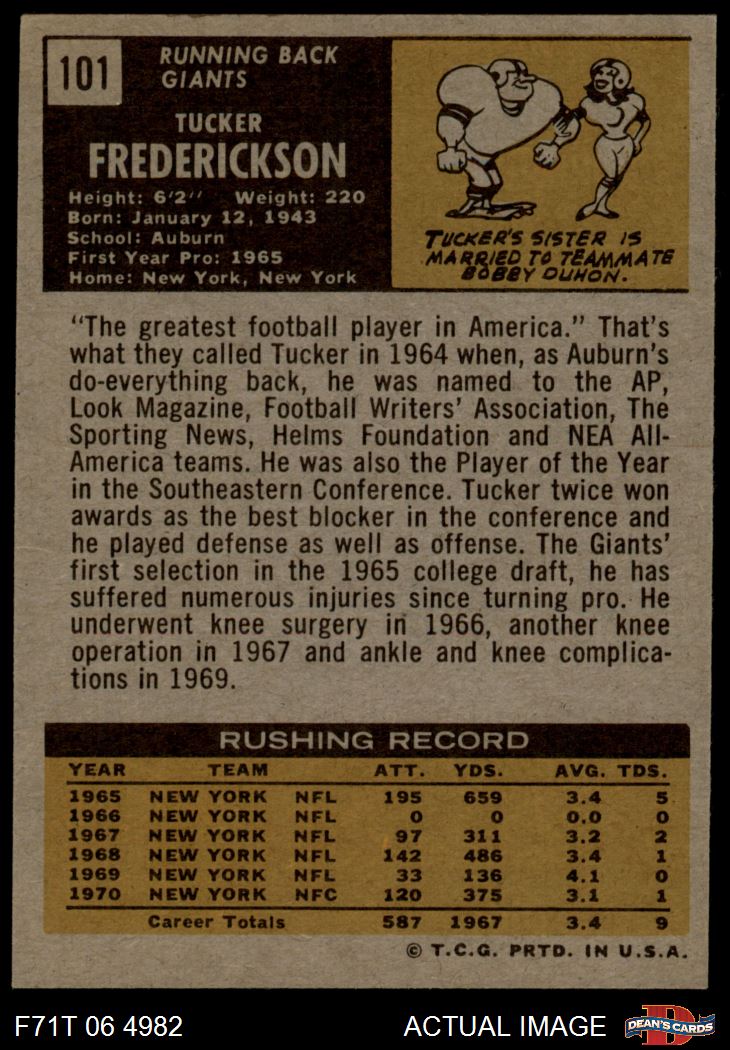 101
RUNNING BACK
GIANTS
TUCKER
FREDERICKSON
Height: 6'2" Weight: 220
Born: January 12, 1943
School: Auburn
First Year Pro: 1965
Home: New York, New York
TUCKER'S SISTER IS
MARRIED TO TEAMMATE
BOBBY DUHON.
"The greatest football player in America." That's
what they called Tucker in 1964 when, as Auburn's
do-everything back, he was named to the AP,
Look Magazine, Football Writers' Association, The
Sporting News, Helms Foundation and NEA All-
America teams. He was also the Player of the Year
in the Southeastern Conference. Tucker twice won
awards as the best blocker in the conference and
he played defense as well as offense. The Giants'
first selection in the 1965 college draft, he has
suffered numerous injuries since turning pro. He
underwent knee surgery in 1966, another knee
operation in 1967 and ankle and knee complica-
tions in 1969.
RUSHING RECORD
YEAR TEAM ATT. YDS. AVG. TDS.
1965 NEW YORK NFL 195 659 3.4 5
1966 NEW YORK NFL 0 0 0.0 0
1967 NEW YORK NFL 97 311 3.2 2
1968 NEW YORK NFL 142 486 3.4 1
1969 NEW YORK NFL 33 136 4.1 0
1970 NEW YORK NFC 120 375 3.1 1
Career Totals 587 1967 3.4 9
© T.C.G. PRTD. IN U.S.A.
F71T 06 4982
ACTUAL IMAGE
D
DEAN'S CARDS